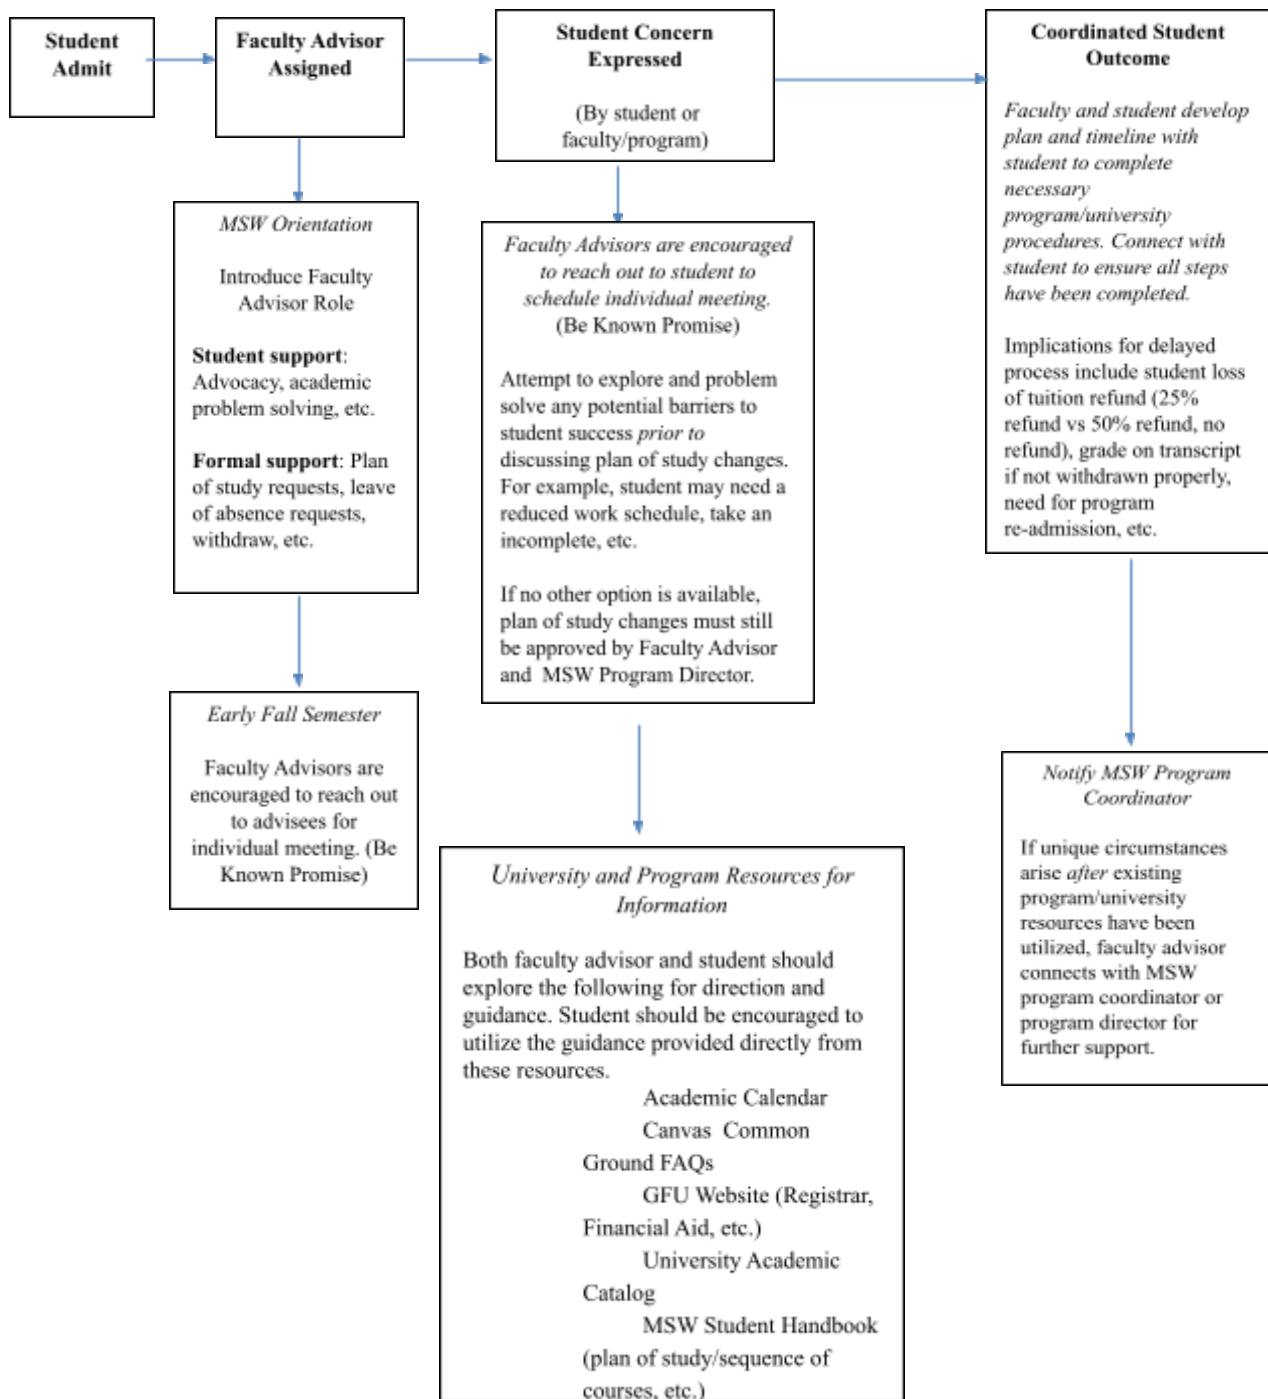 Student
Admit
Faculty Advisor
Assigned
Student Concern
Expressed
(By student or
faculty/program)
Coordinated Student
Outcome
Faculty and student develop
plan and timeline with
student to complete
necessary
program/university
procedures. Connect with
student to ensure all steps
have been completed.
Implications for delayed
process include student loss
of tuition refund (25%
refund vs 50% refund, no
refund), grade on transcript
if not withdrawn properly,
need for program
re-admission, etc.
MSW Orientation
Introduce Faculty
Advisor Role
Student support:
Advocacy, academic
problem solving, etc.
Formal support: Plan
of study requests, leave
of absence requests,
withdraw, etc.
Faculty Advisors are encouraged
to reach out to student to
schedule individual meeting.
(Be Known Promise)
Attempt to explore and problem
solve any potential barriers to
student success prior to
discussing plan of study changes.
For example, student may need a
reduced work schedule, take an
incomplete, etc.
If no other option is available,
plan of study changes must still
be approved by Faculty Advisor
and MSW Program Director.
Early Fall Semester
Faculty Advisors are
encouraged to reach out
to advisees for
individual meeting. (Be
Known Promise)
University and Program Resources for
Information
Both faculty advisor and student should
explore the following for direction and
guidance. Student should be encouraged to
utilize the guidance provided directly from
these resources.
Academic Calendar
Canvas Common
Ground FAQs
GFU Website (Registrar,
Financial Aid, etc.)
University Academic
Catalog
MSW Student Handbook
(plan of study/sequence of
courses, etc.)
Notify MSW Program
Coordinator
If unique circumstances
arise after existing
program/university
resources have been
utilized, faculty advisor
connects with MSW
program coordinator or
program director for
further support.